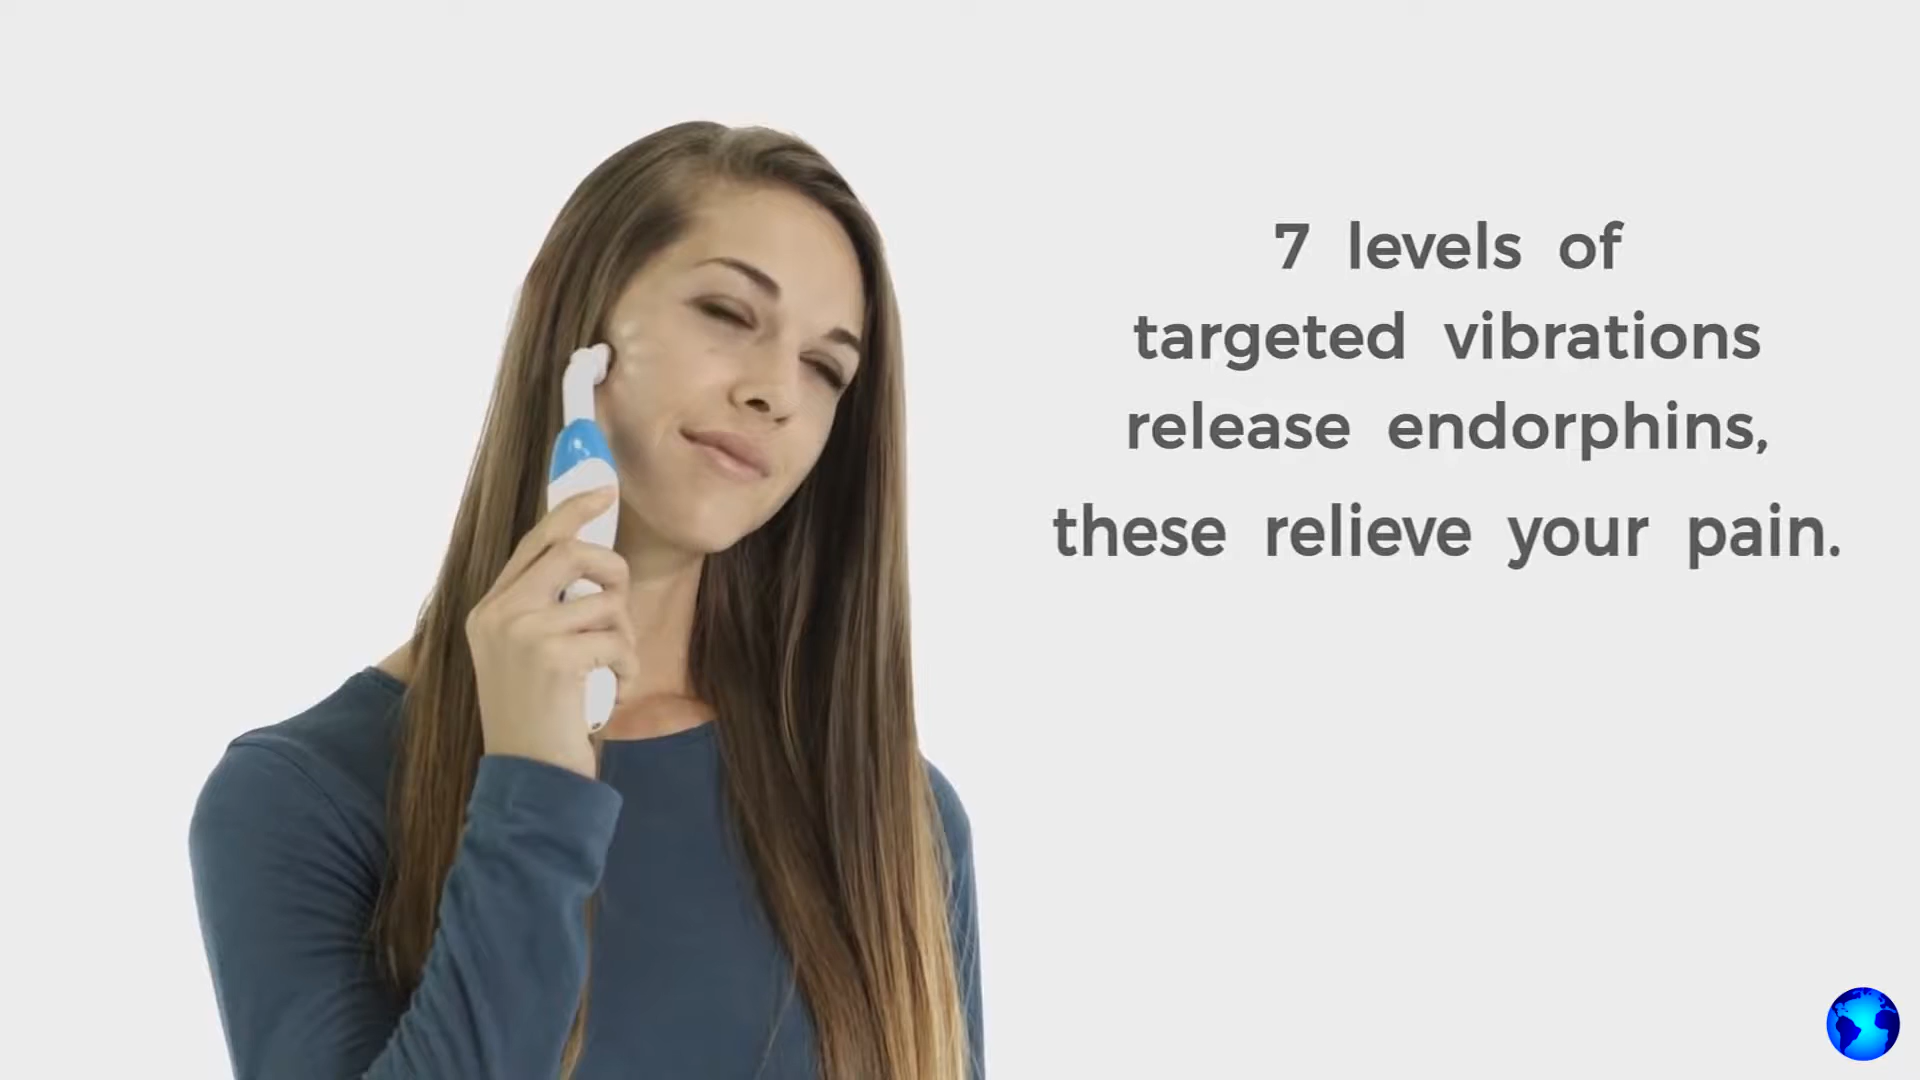 7 levels of
targeted vibrations
release endorphins,
these relieve your pain.